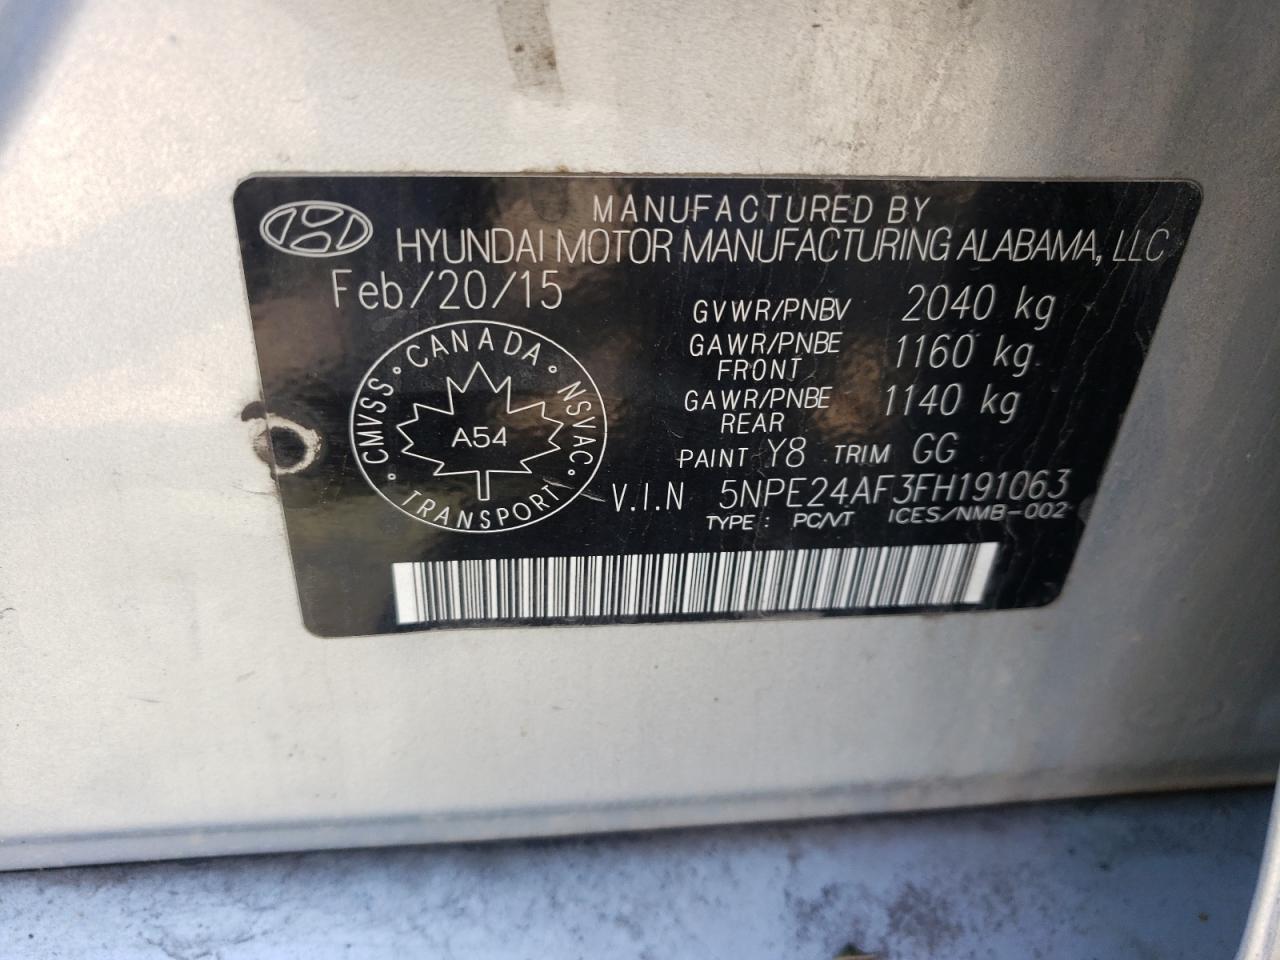 MANUFACTURED BY
HYUNDAI MOTOR MANUFACTURING ALABAMA, LLC
Feb/20/15
GVWR/PNBV 2040 kg
GAWR/PNBE FRONT 1160 kg
GAWR/PNBE REAR 1140 kg
PAINT Y8 TRIM GG
V.I.N 5NPE24AF3FH191063
TYPE: PC/VT ICES/NMB-002
CANADA · NSVAC · TRANSPORT · CMVSS ·
A54